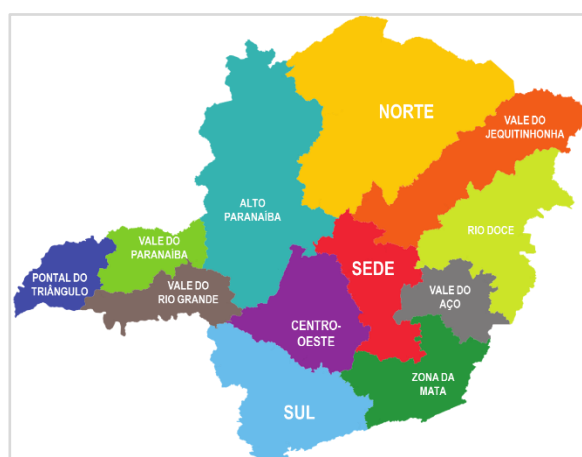 NORTE
VALE DO
JEQUITINHONHA
ALTO
PARANAÍBA
RIO DOCE
VALE DO
PARANAÍBA
SEDE
PONTAL DO
TRIÂNGULO
VALE DO
RIO GRANDE
VALE DO
AÇO
CENTRO-
OESTE
ZONA DA
MATA
SUL